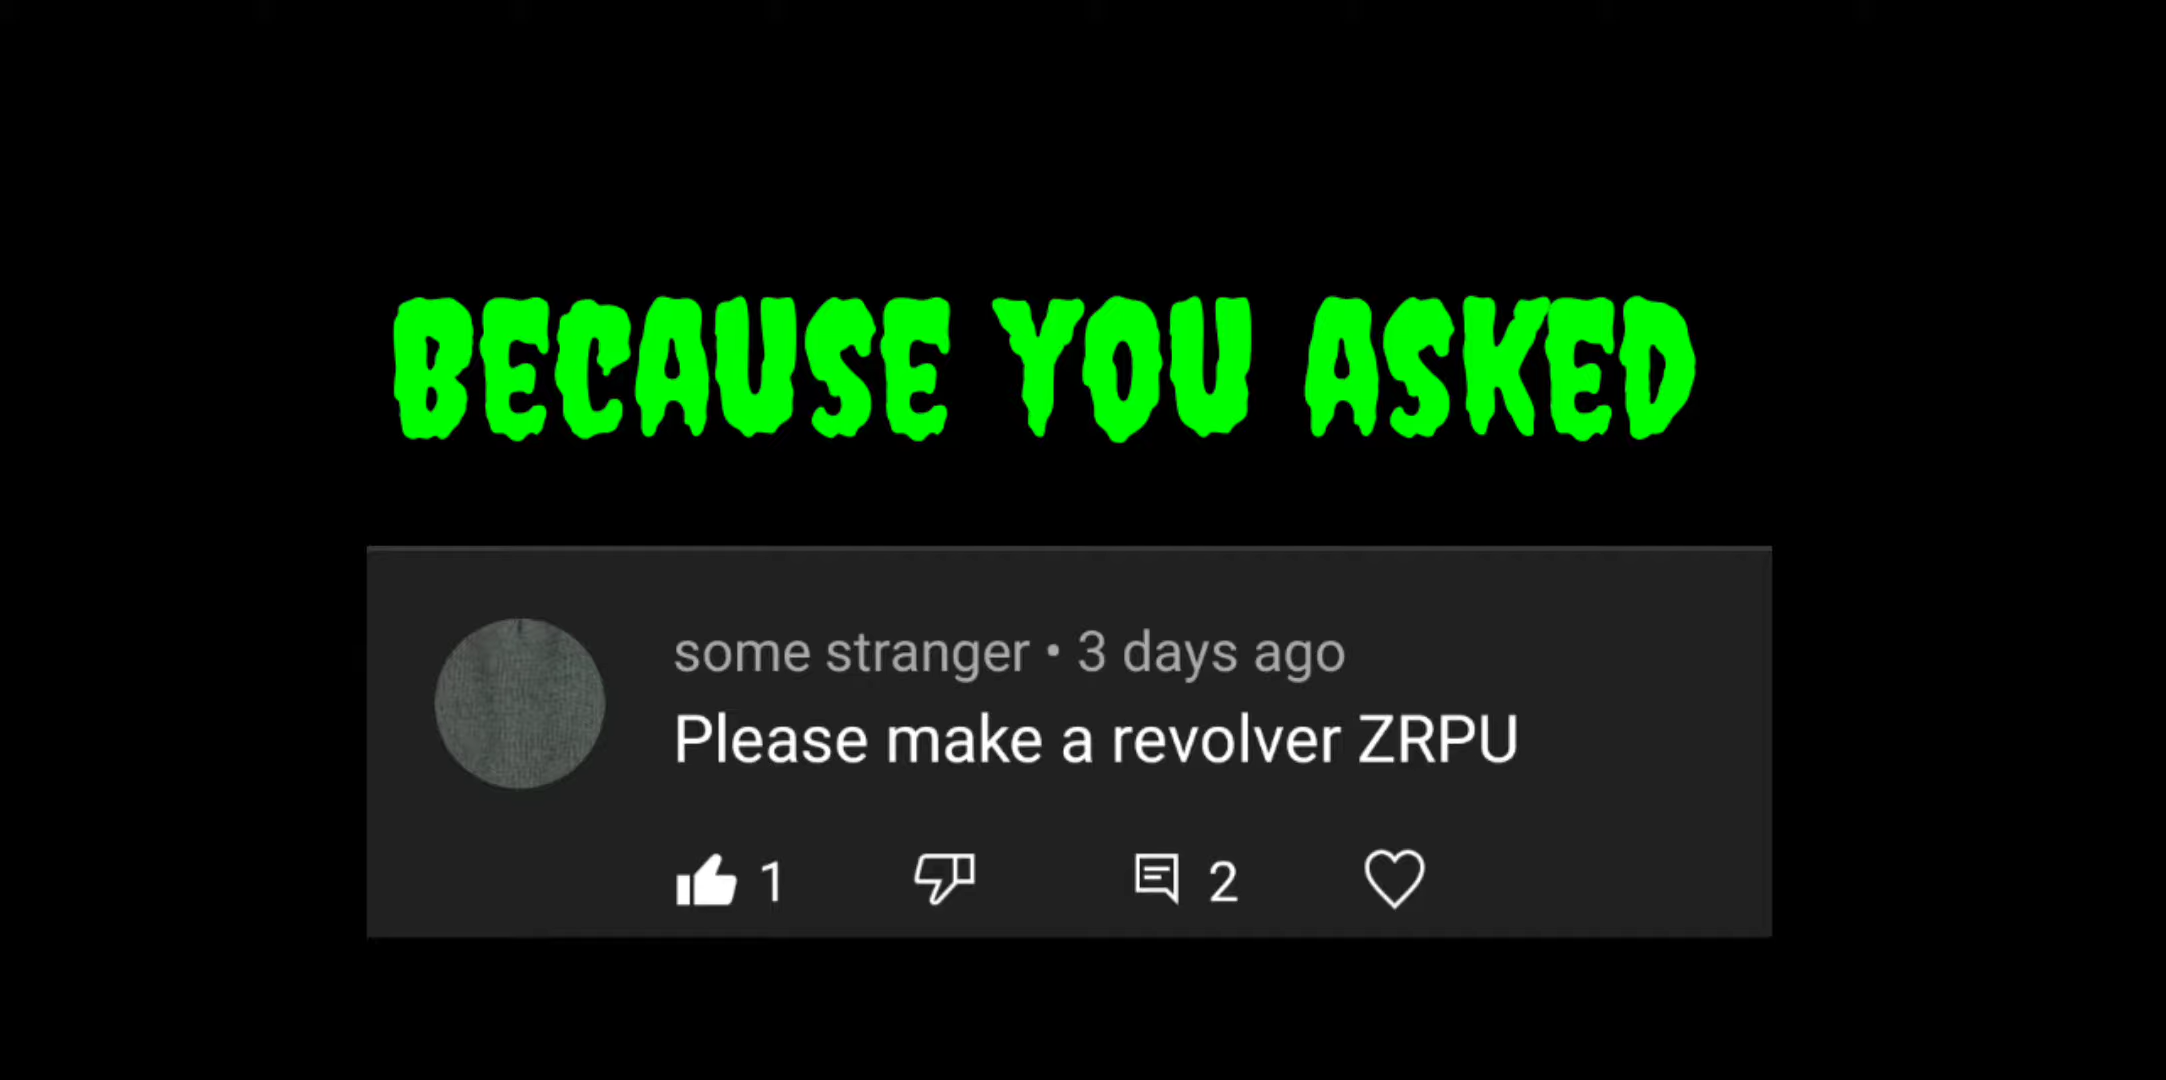 BECAUSE YOU ASKED
some stranger • 3 days ago
Please make a revolver ZRPU
1 2